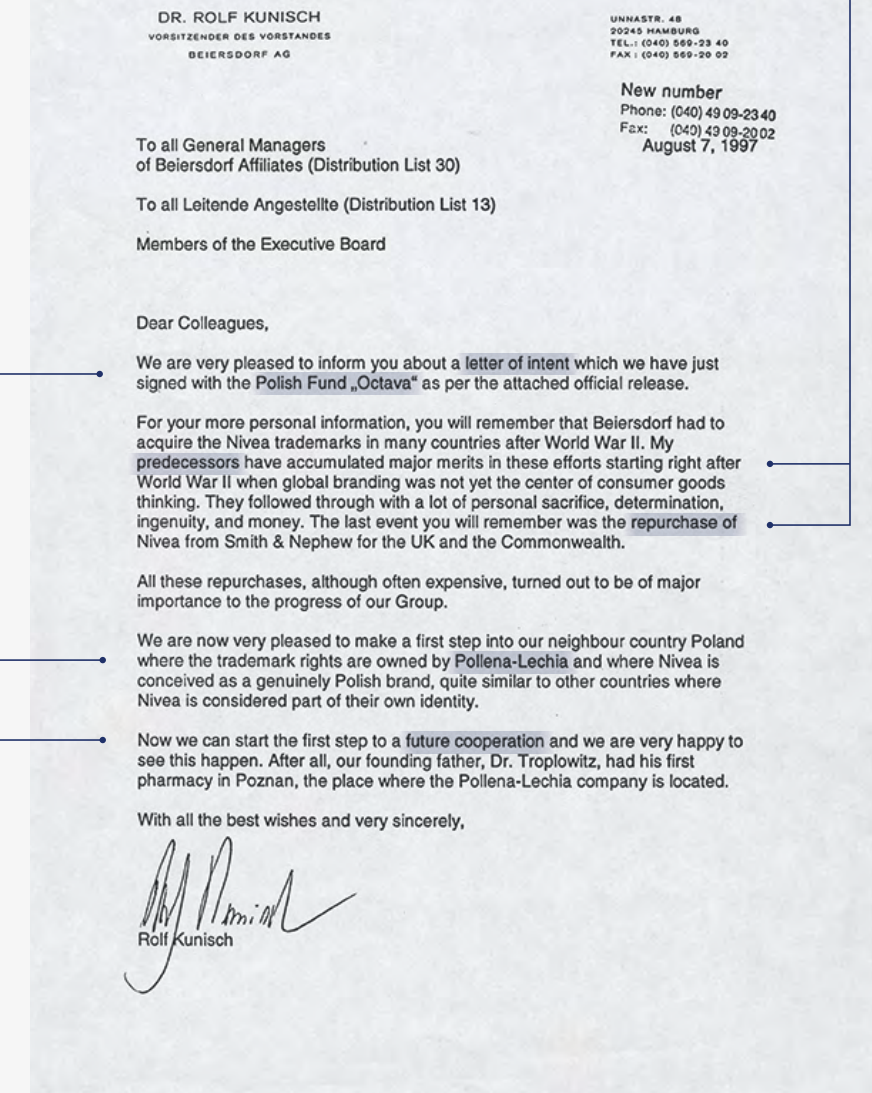 DR. ROLF KUNISCH
VORSITZENDER DES VORSTANDES
BEIERSDORF AG
UNNASTR. 48
20245 HAMBURG
TEL.: (040) 569-23 40
FAX : (040) 569-20 02
New number
Phone: (040) 49 09-23 40
Fax: (040) 49 09-20 02
August 7, 1997
To all General Managers
of Beiersdorf Affiliates (Distribution List 30)
To all Leitende Angestellte (Distribution List 13)
Members of the Executive Board
Dear Colleagues,
We are very pleased to inform you about a letter of intent which we have just
signed with the Polish Fund „Octava“ as per the attached official release.
For your more personal information, you will remember that Beiersdorf had to
acquire the Nivea trademarks in many countries after World War II. My
predecessors have accumulated major merits in these efforts starting right after
World War II when global branding was not yet the center of consumer goods
thinking. They followed through with a lot of personal sacrifice, determination,
ingenuity, and money. The last event you will remember was the repurchase of
Nivea from Smith & Nephew for the UK and the Commonwealth.
All these repurchases, although often expensive, turned out to be of major
importance to the progress of our Group.
We are now very pleased to make a first step into our neighbour country Poland
where the trademark rights are owned by Pollena-Lechia and where Nivea is
conceived as a genuinely Polish brand, quite similar to other countries where
Nivea is considered part of their own identity.
Now we can start the first step to a future cooperation and we are very happy to
see this happen. After all, our founding father, Dr. Troplowitz, had his first
pharmacy in Poznan, the place where the Pollena-Lechia company is located.
With all the best wishes and very sincerely,
Rolf Kunisch